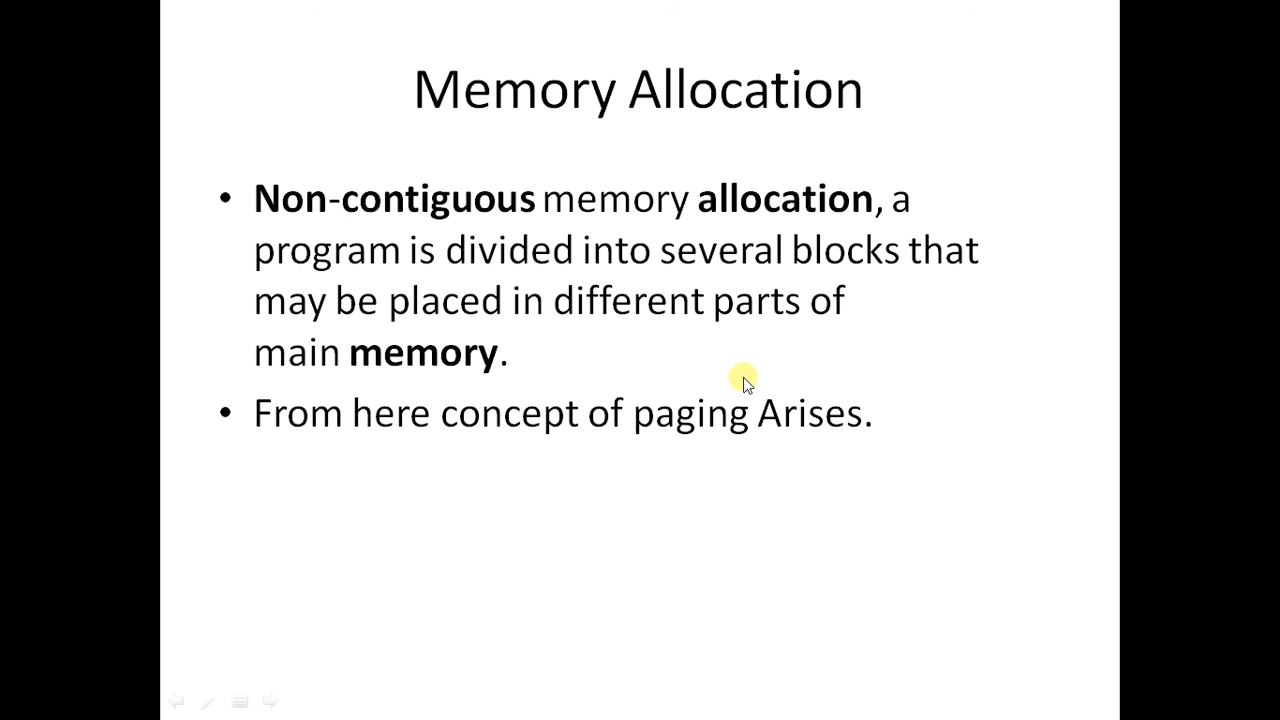 Memory Allocation
• Non-contiguous memory allocation, a
program is divided into several blocks that
may be placed in different parts of
main memory.
• From here concept of paging Arises.